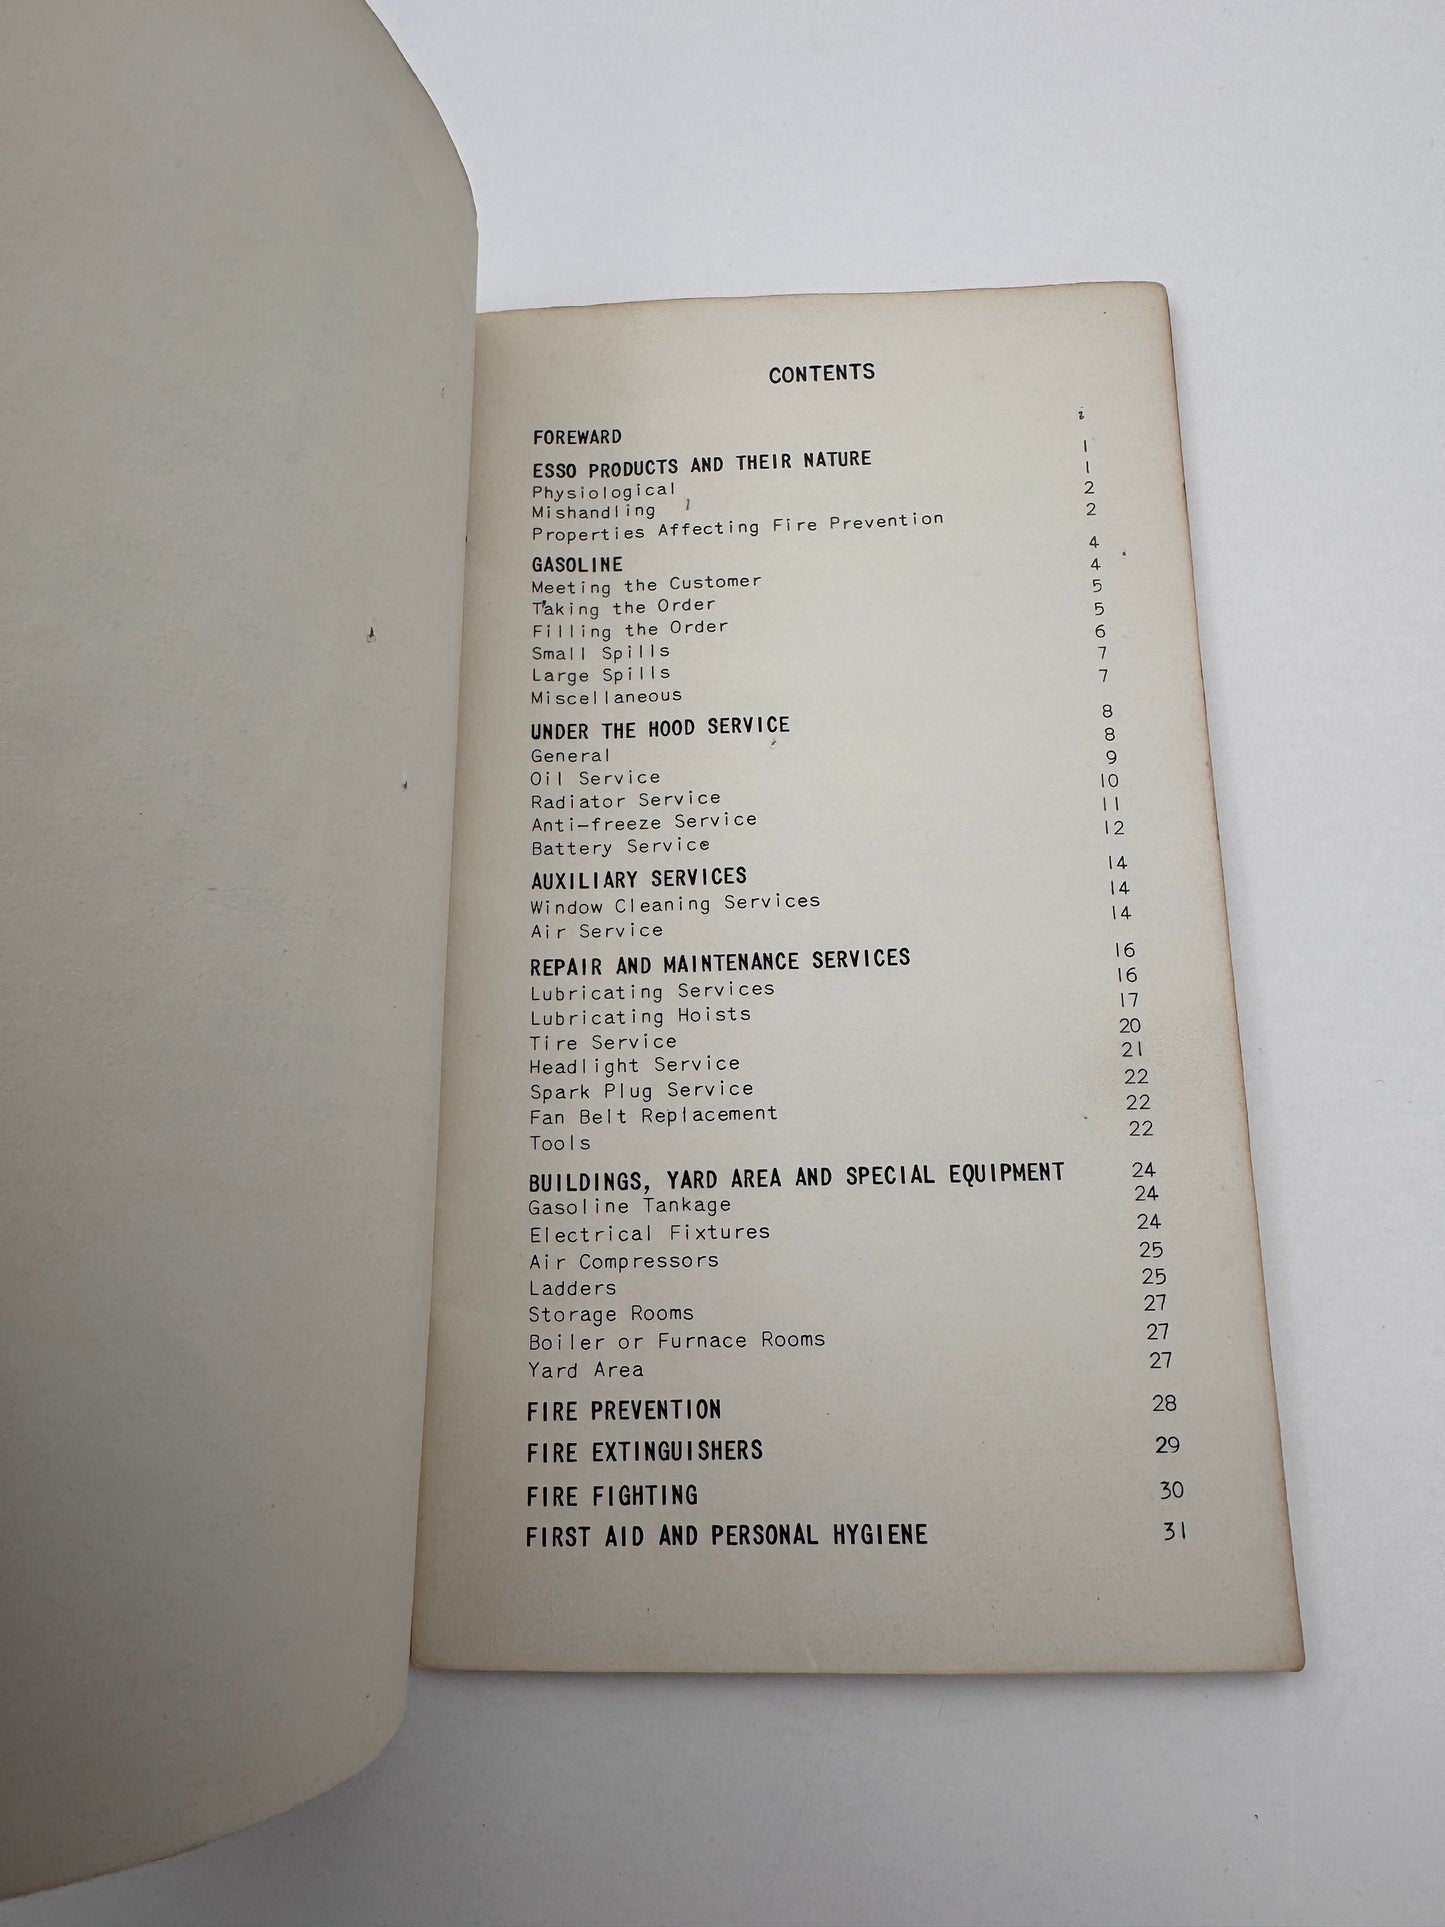 CONTENTS
FOREWARD i
ESSO PRODUCTS AND THEIR NATURE 1
Physiological 1
Mishandling 2
Properties Affecting Fire Prevention 2
GASOLINE 4
Meeting the Customer 4
Taking the Order 5
Filling the Order 5
Small Spills 6
Large Spills 7
Miscellaneous 7
UNDER THE HOOD SERVICE 8
General 8
Oil Service 9
Radiator Service 10
Anti-freeze Service 11
Battery Service 12
AUXILIARY SERVICES 14
Window Cleaning Services 14
Air Service 14
REPAIR AND MAINTENANCE SERVICES 16
Lubricating Services 16
Lubricating Hoists 17
Tire Service 20
Headlight Service 21
Spark Plug Service 22
Fan Belt Replacement 22
Tools 22
BUILDINGS, YARD AREA AND SPECIAL EQUIPMENT 24
Gasoline Tankage 24
Electrical Fixtures 24
Air Compressors 25
Ladders 25
Storage Rooms 27
Boiler or Furnace Rooms 27
Yard Area 27
FIRE PREVENTION 28
FIRE EXTINGUISHERS 29
FIRE FIGHTING 30
FIRST AID AND PERSONAL HYGIENE 31